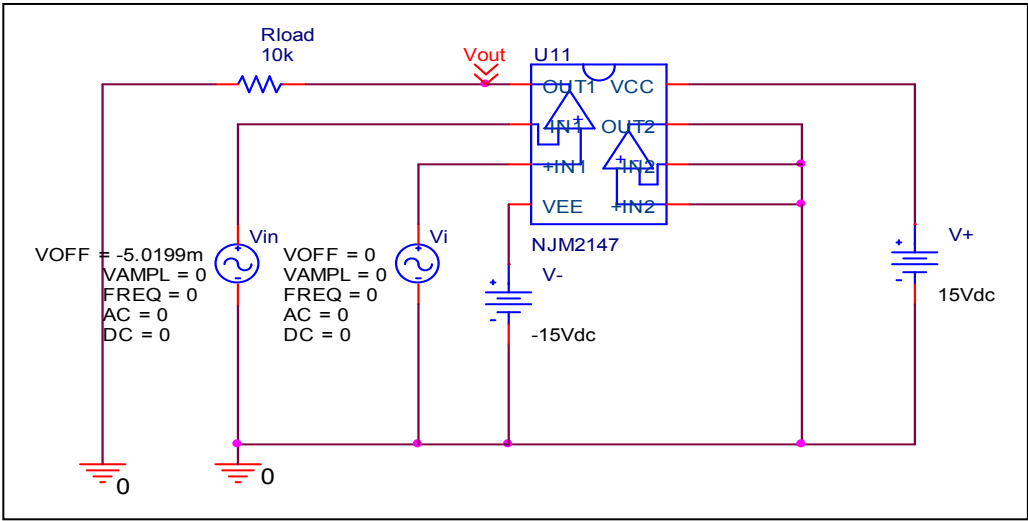 Rload
10k
Vout
U11
OUT1
VCC
-IN1
OUT2
+IN1
-IN2
VEE
+IN2
NJM2147
Vin
VOFF = -5.0199m
VAMPL = 0
FREQ = 0
AC = 0
DC = 0
Vi
VOFF = 0
VAMPL = 0
FREQ = 0
AC = 0
DC = 0
V-
-15Vdc
V+
15Vdc
0
0